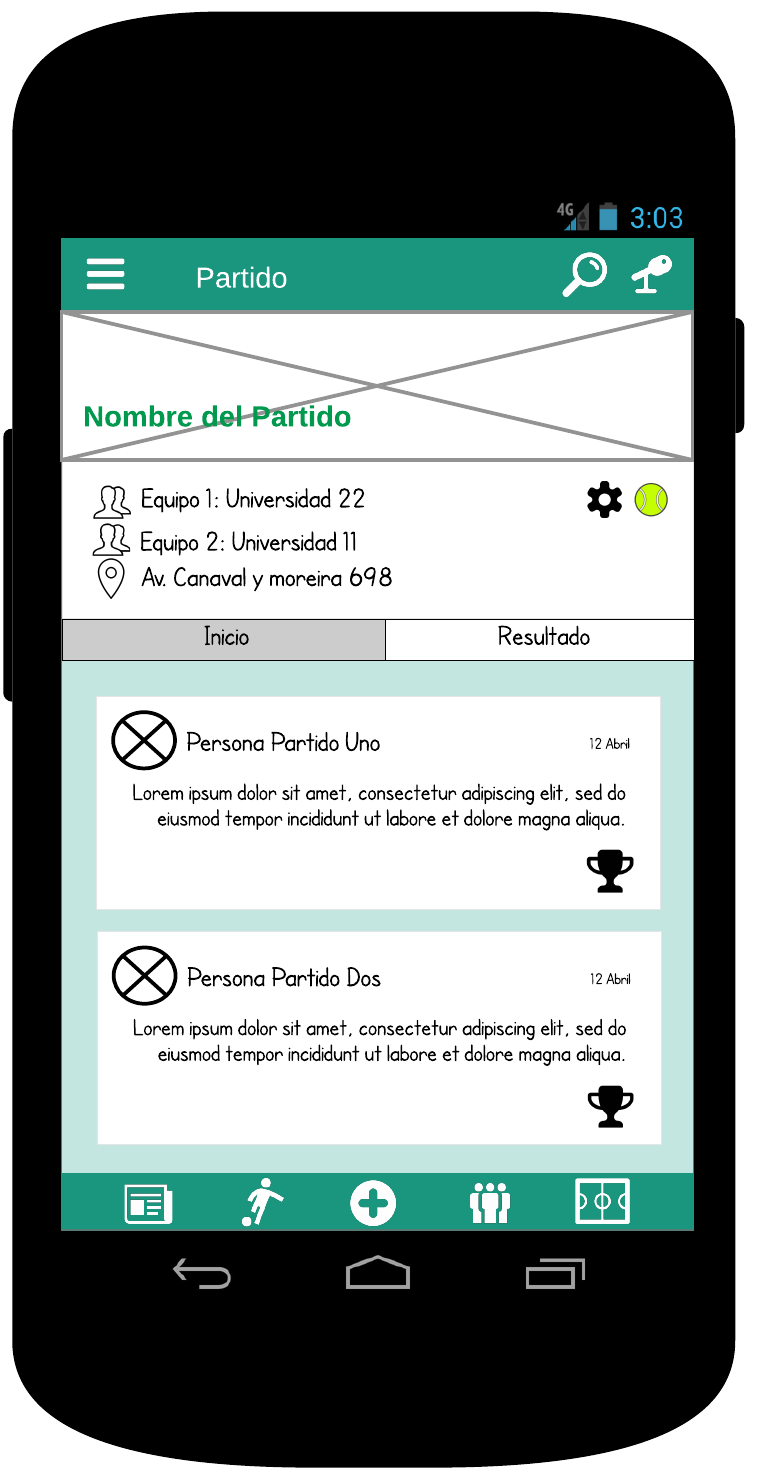 4G 3:03
Partido
Nombre del Partido
Equipo 1: Universidad 22
Equipo 2: Universidad 11
Av. Canaval y moreira 698
Inicio Resultado
Persona Partido Uno 12 Abril
Lorem ipsum dolor sit amet, consectetur adipiscing elit, sed do
eiusmod tempor incididunt ut labore et dolore magna aliqua.
Persona Partido Dos 12 Abril
Lorem ipsum dolor sit amet, consectetur adipiscing elit, sed do
eiusmod tempor incididunt ut labore et dolore magna aliqua.